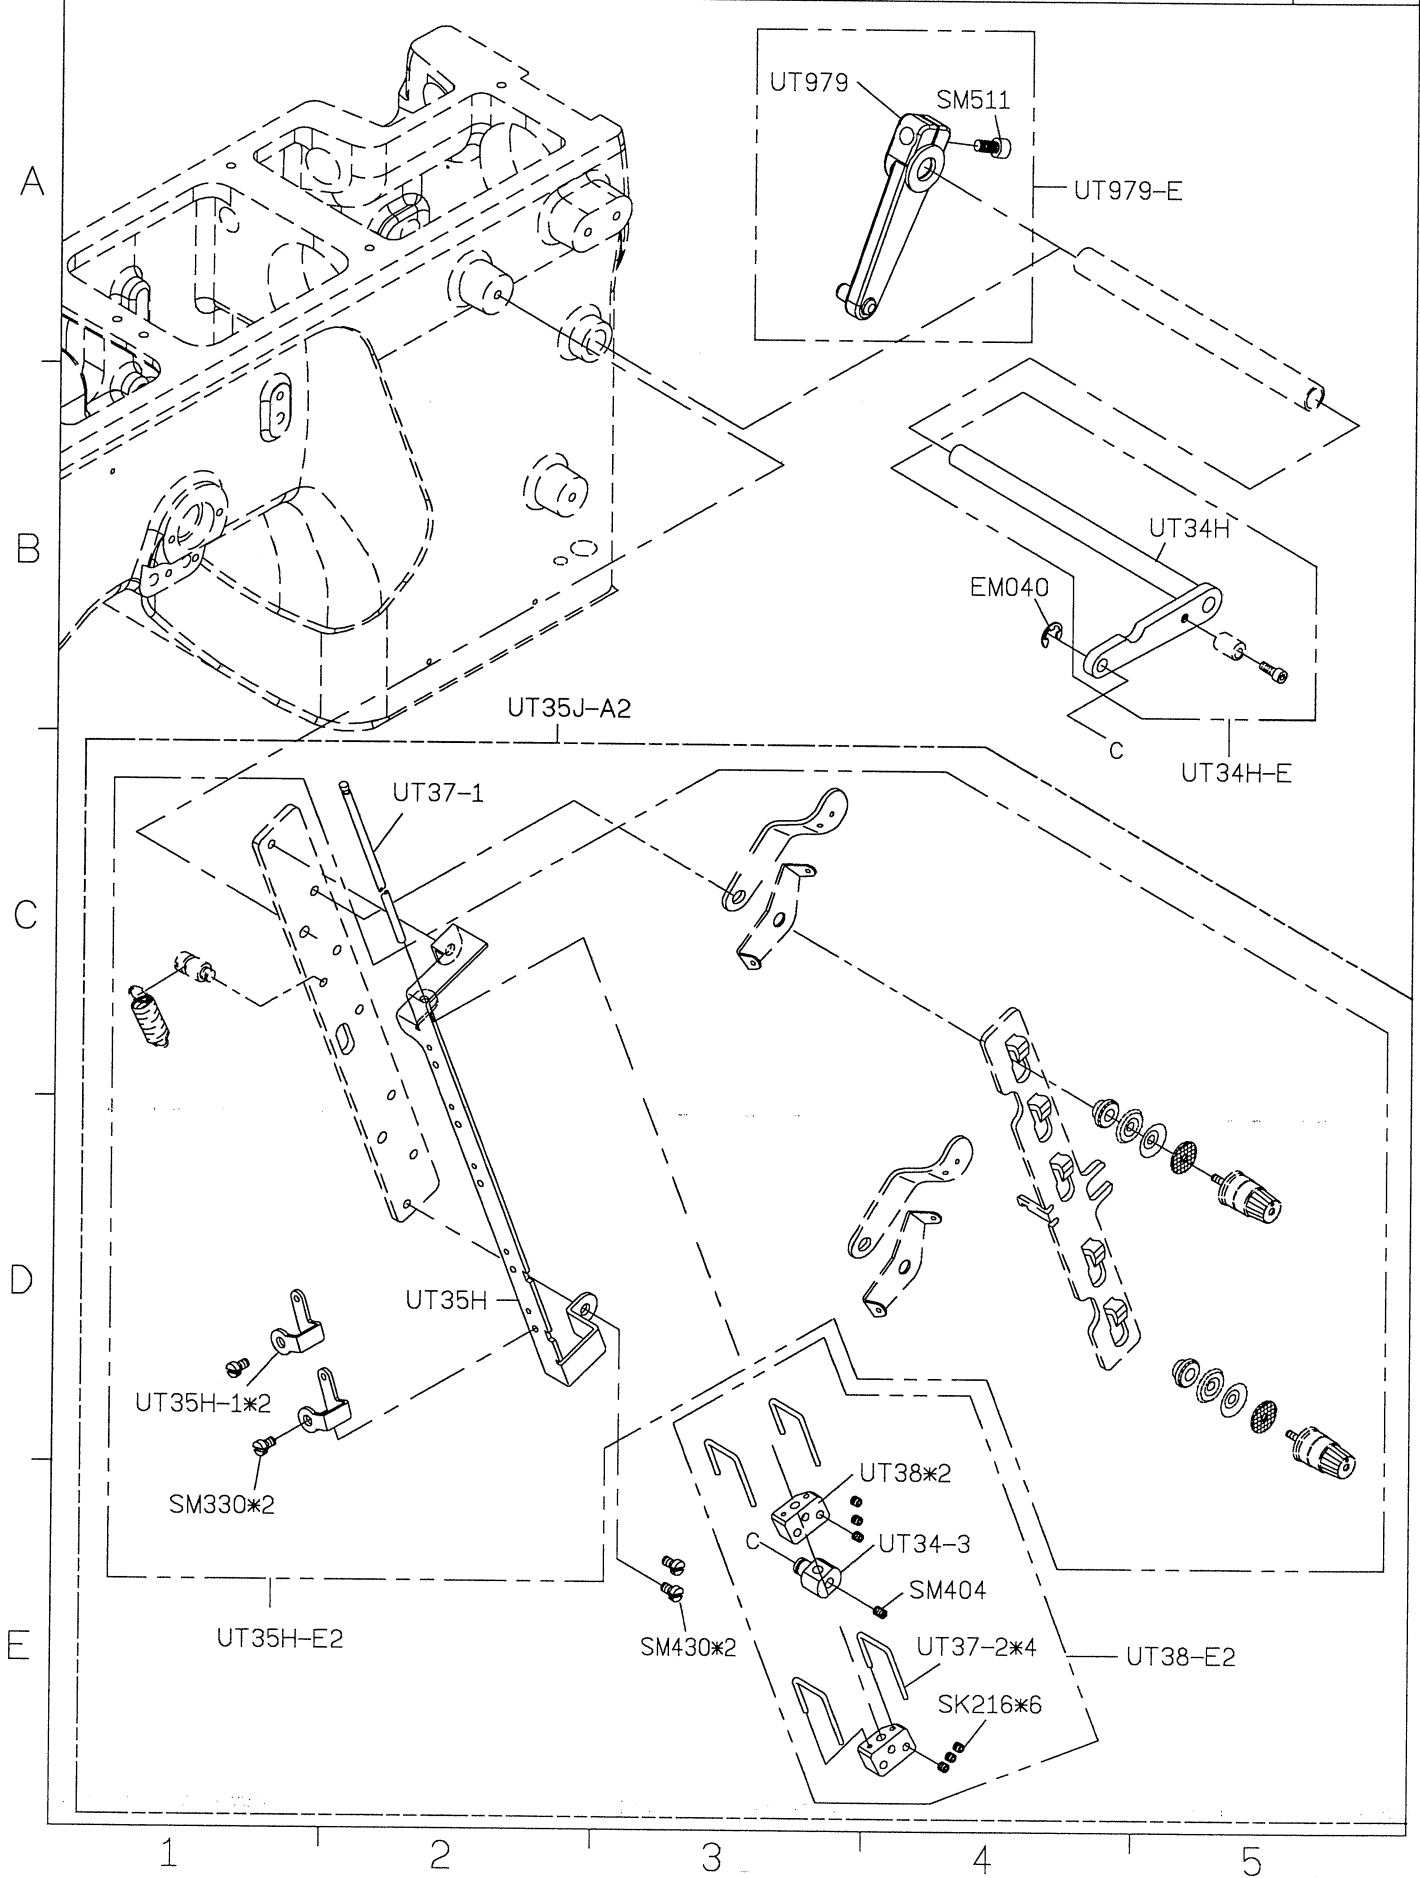 UT979
SM511
A
UT979-E
UT34H
B
EM040
UT35J-A2
C
UT34H-E
UT37-1
C
D
UT35H
UT35H-1*2
SM330*2
UT38*2
C
UT34-3
SM404
UT35H-E2
E
SM430*2
UT37-2*4
UT38-E2
SK216*6
1
2
3
4
5